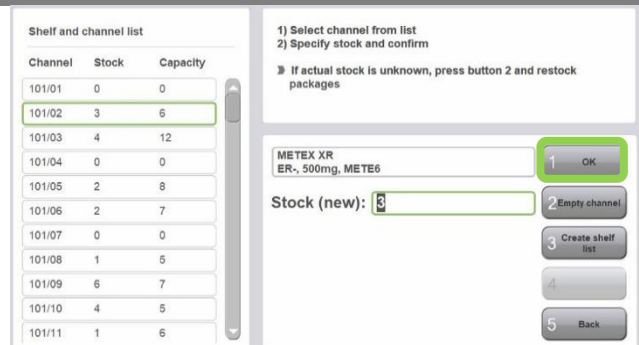 Shelf and channel list
Channel Stock Capacity
101/01 0 0
101/02 3 6
101/03 4 12
101/04 0 0
101/05 2 8
101/06 2 7
101/07 0 0
101/08 1 5
101/09 6 7
101/10 4 5
101/11 1 6
1) Select channel from list
2) Specify stock and confirm
If actual stock is unknown, press button 2 and restock
packages
METEX XR
ER-, 500mg, METE6
Stock (new): 3
1 OK
2 Empty channel
3 Create shelf
list
4
5 Back